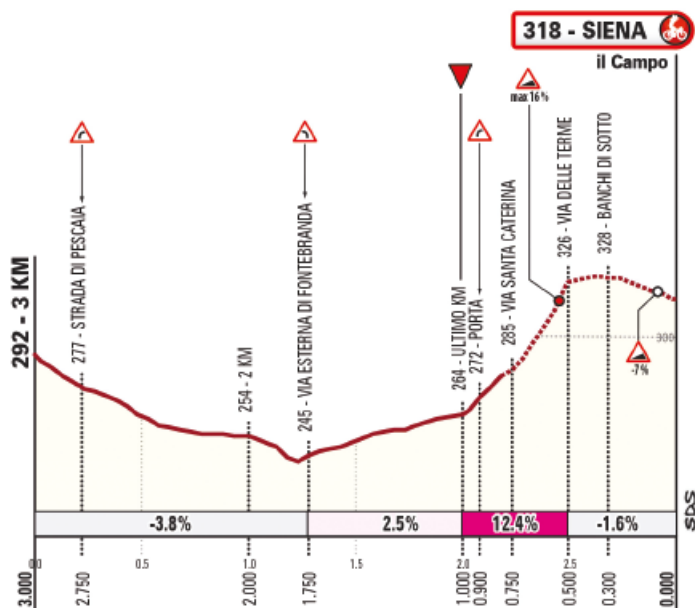 318 - SIENA
il Campo
max 16%
292 - 3 KM
277 - STRADA DI PESCAIA
254 - 2 KM
245 - VIA ESTERNA DI FONTEBRANDA
264 - ULTIMO KM
272 - PORTA
285 - VIA SANTA CATERINA
326 - VIA DELLE TERME
328 - BANCHI DI SOTTO
300
-7%
-3.8%
2.5%
12.4%
-1.6%
SDS
0.0
0.5
1.0
1.5
2.0
2.5
3.000
2.750
2.000
1.750
1.000
0.900
0.750
0.500
0.300
0.000